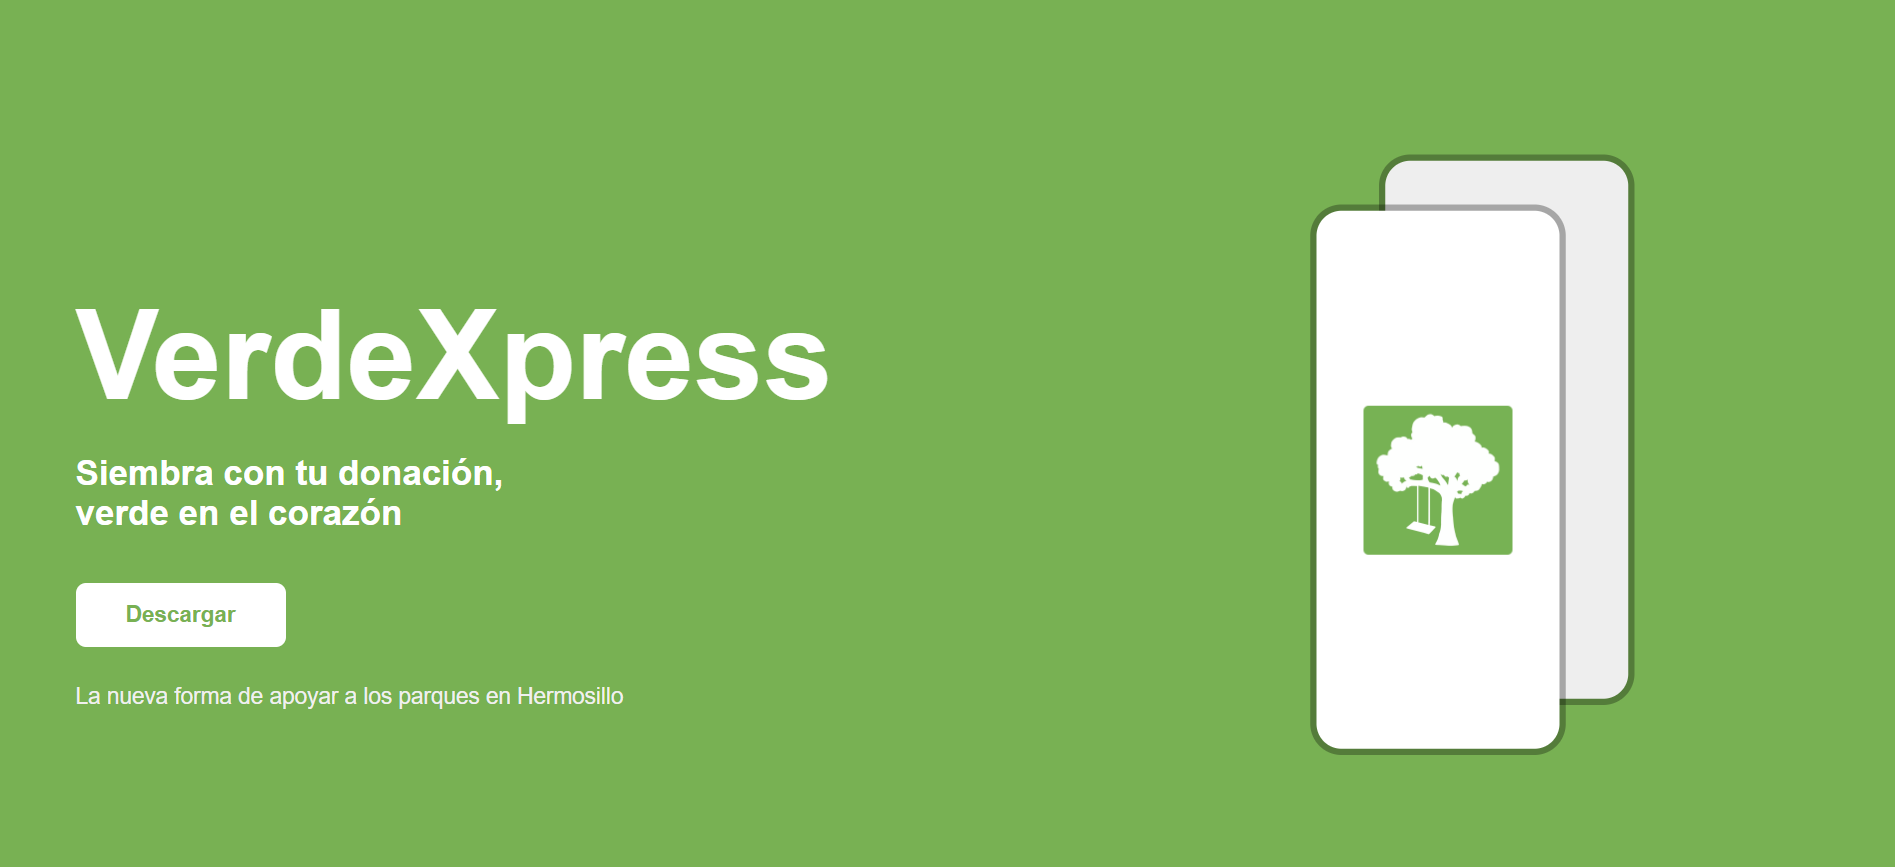 VerdeXpress
Siembra con tu donación,
verde en el corazón
Descargar
La nueva forma de apoyar a los parques en Hermosillo